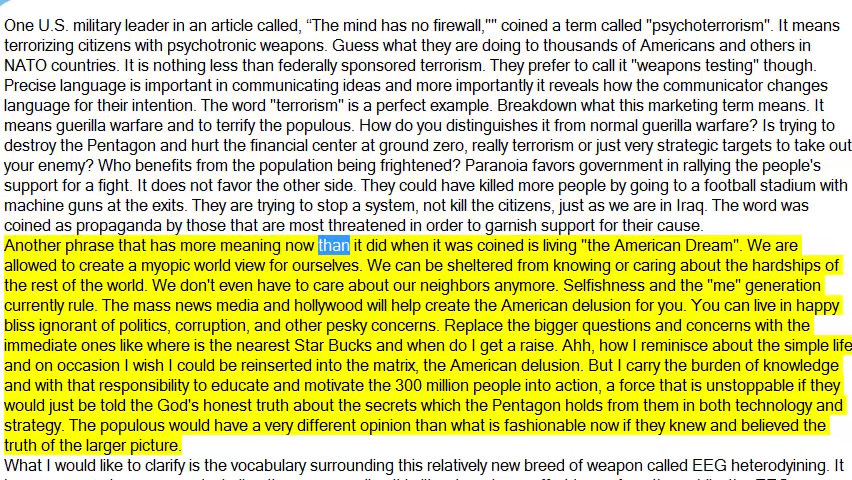 One U.S. military leader in an article called, “The mind has no firewall,"" coined a term called "psychoterrorism". It means
terrorizing citizens with psychotronic weapons. Guess what they are doing to thousands of Americans and others in
NATO countries. It is nothing less than federally sponsored terrorism. They prefer to call it "weapons testing" though.
Precise language is important in communicating ideas and more importantly it reveals how the communicator changes
language for their intention. The word "terrorism" is a perfect example. Breakdown what this marketing term means. It
means guerilla warfare and to terrify the populous. How do you distinguishes it from normal guerilla warfare? Is trying to
destroy the Pentagon and hurt the financial center at ground zero, really terrorism or just very strategic targets to take out
your enemy? Who benefits from the population being frightened? Paranoia favors government in rallying the people's
support for a fight. It does not favor the other side. They could have killed more people by going to a football stadium with
machine guns at the exits. They are trying to stop a system, not kill the citizens, just as we are in Iraq. The word was
coined as propaganda by those that are most threatened in order to garnish support for their cause.
Another phrase that has more meaning now than it did when it was coined is living "the American Dream". We are
allowed to create a myopic world view for ourselves. We can be sheltered from knowing or caring about the hardships of
the rest of the world. We don't even have to care about our neighbors anymore. Selfishness and the "me" generation
currently rule. The mass news media and hollywood will help create the American delusion for you. You can live in happy
bliss ignorant of politics, corruption, and other pesky concerns. Replace the bigger questions and concerns with the
immediate ones like where is the nearest Star Bucks and when do I get a raise. Ahh, how I reminisce about the simple life
and on occasion I wish I could be reinserted into the matrix, the American delusion. But I carry the burden of knowledge
and with that responsibility to educate and motivate the 300 million people into action, a force that is unstoppable if they
would just be told the God's honest truth about the secrets which the Pentagon holds from them in both technology and
strategy. The populous would have a very different opinion than what is fashionable now if they knew and believed the
truth of the larger picture.
What I would like to clarify is the vocabulary surrounding this relatively new breed of weapon called EEG heterodyining. It